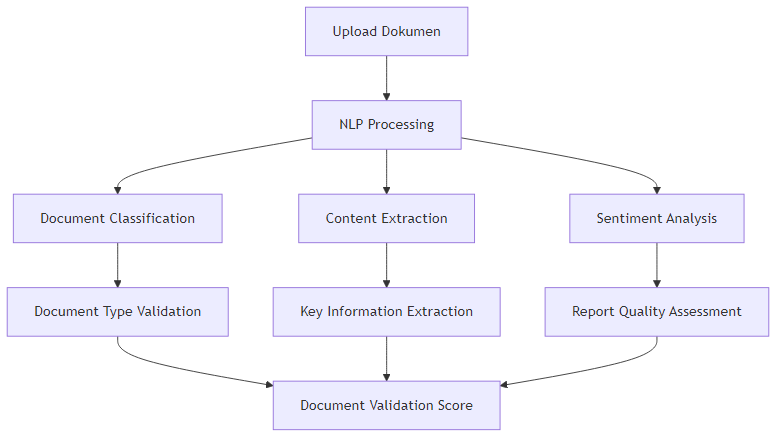 Upload Dokumen
NLP Processing
Document Classification
Content Extraction
Sentiment Analysis
Document Type Validation
Key Information Extraction
Report Quality Assessment
Document Validation Score